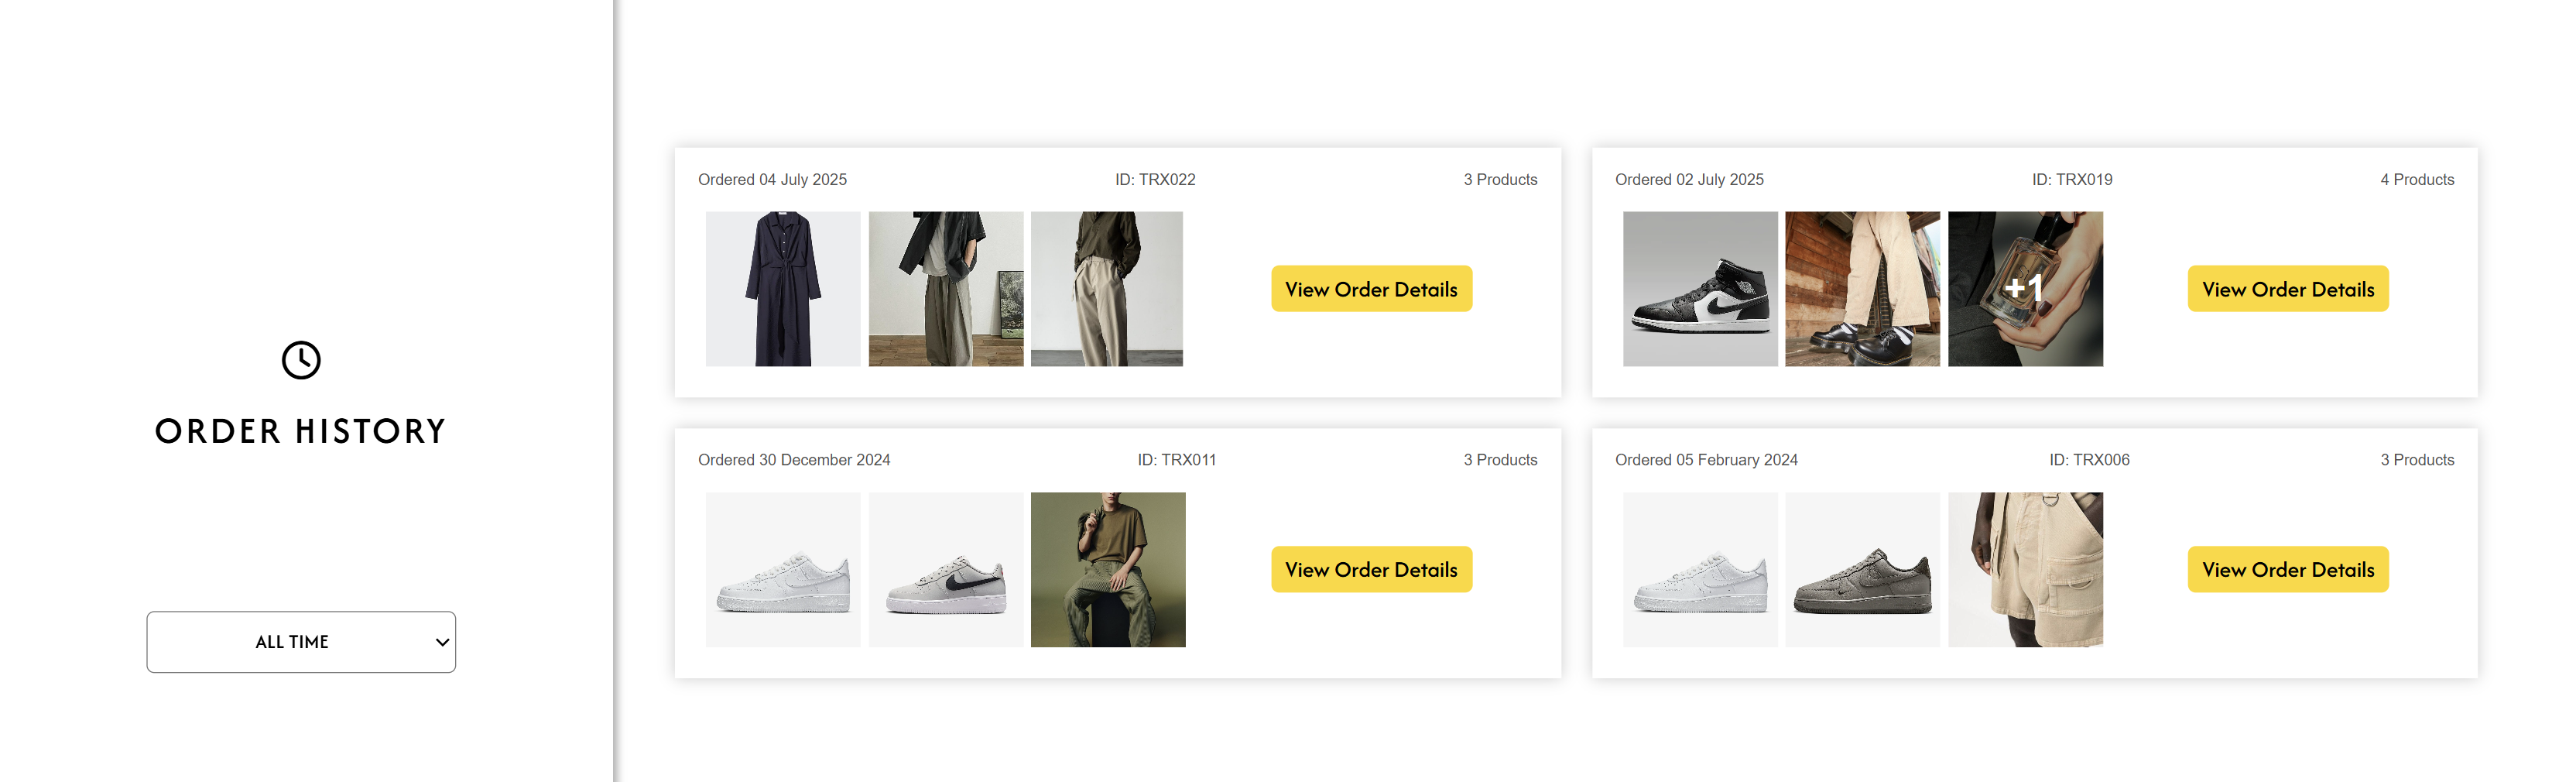 ORDER HISTORY
ALL TIME
Ordered 04 July 2025 ID: TRX022 3 Products
View Order Details
Ordered 02 July 2025 ID: TRX019 4 Products
+1
View Order Details
Ordered 30 December 2024 ID: TRX011 3 Products
View Order Details
Ordered 05 February 2024 ID: TRX006 3 Products
View Order Details